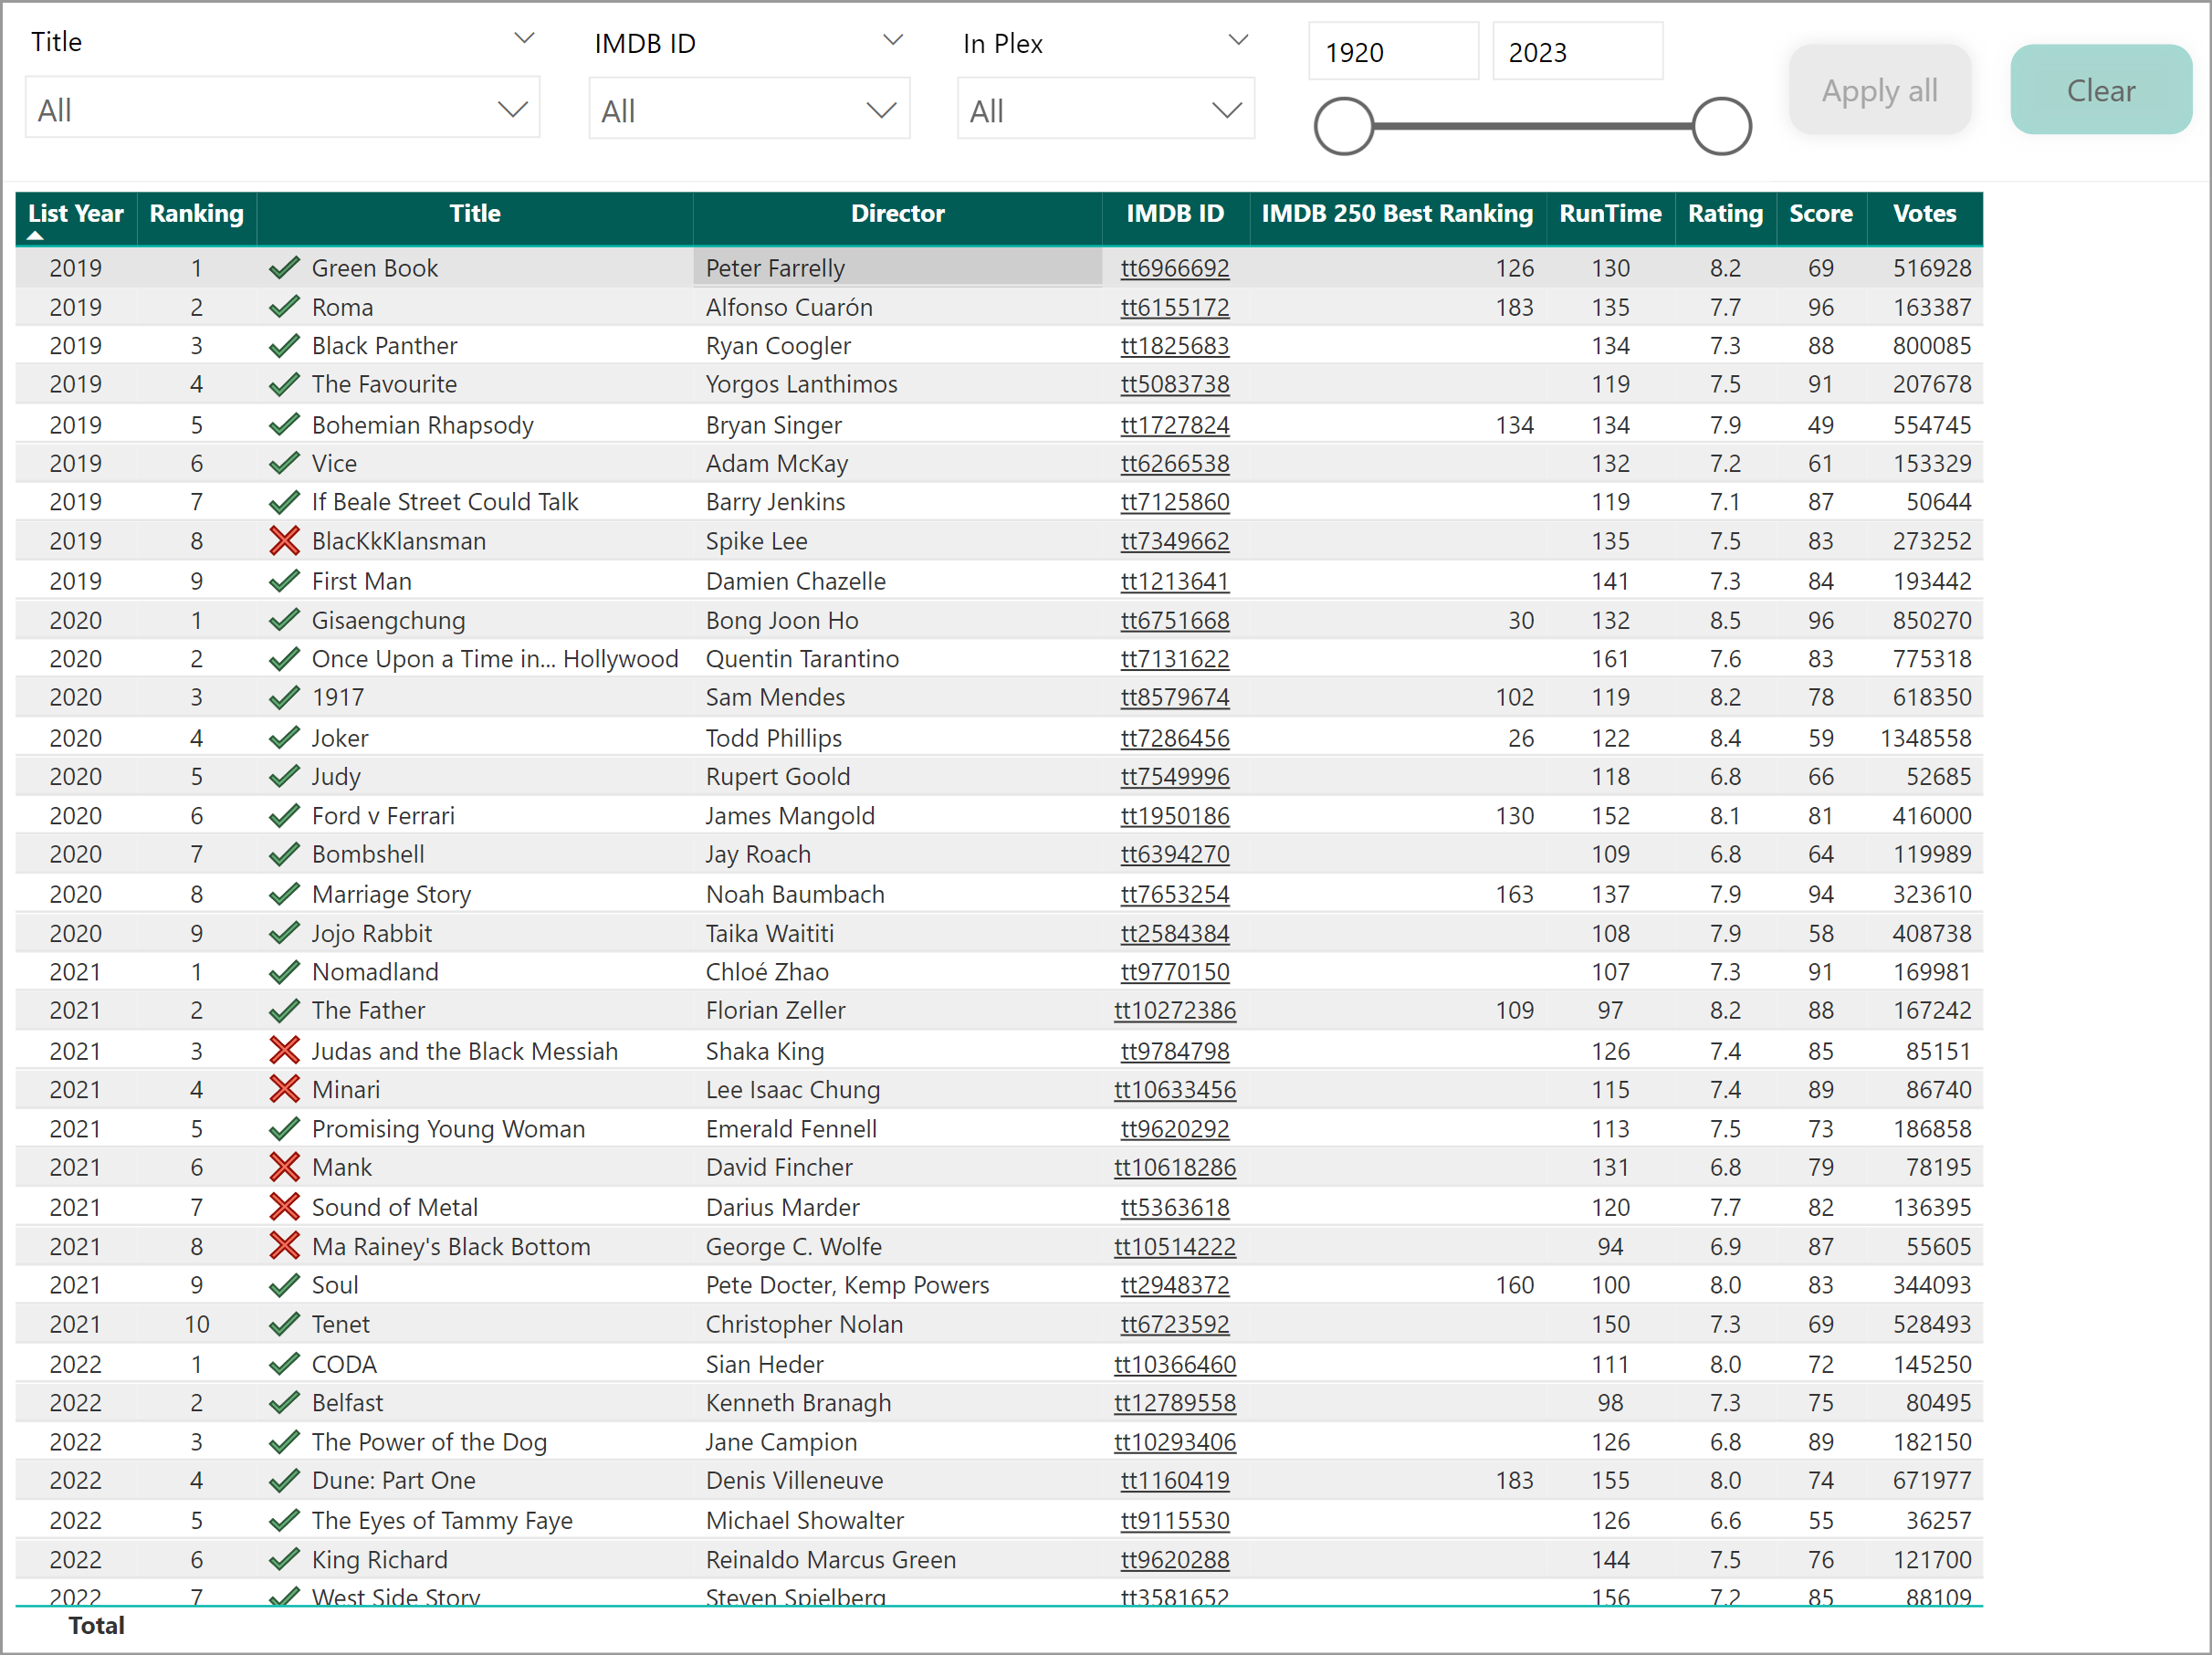 Title IMDB ID In Plex 1920 2023 Apply all Clear
All All All
List Year Ranking Title Director IMDB ID IMDB 250 Best Ranking RunTime Rating Score Votes
2019 1 Green Book Peter Farrelly tt6966692 126 130 8.2 69 516928
2019 2 Roma Alfonso Cuarón tt6155172 183 135 7.7 96 163387
2019 3 Black Panther Ryan Coogler tt1825683 134 7.3 88 800085
2019 4 The Favourite Yorgos Lanthimos tt5083738 119 7.5 91 207678
2019 5 Bohemian Rhapsody Bryan Singer tt1727824 134 134 7.9 49 554745
2019 6 Vice Adam McKay tt6266538 132 7.2 61 153329
2019 7 If Beale Street Could Talk Barry Jenkins tt7125860 119 7.1 87 50644
2019 8 BlacKkKlansman Spike Lee tt7349662 135 7.5 83 273252
2019 9 First Man Damien Chazelle tt1213641 141 7.3 84 193442
2020 1 Gisaengchung Bong Joon Ho tt6751668 30 132 8.5 96 850270
2020 2 Once Upon a Time in... Hollywood Quentin Tarantino tt7131622 161 7.6 83 775318
2020 3 1917 Sam Mendes tt8579674 102 119 8.2 78 618350
2020 4 Joker Todd Phillips tt7286456 26 122 8.4 59 1348558
2020 5 Judy Rupert Goold tt7549996 118 6.8 66 52685
2020 6 Ford v Ferrari James Mangold tt1950186 130 152 8.1 81 416000
2020 7 Bombshell Jay Roach tt6394270 109 6.8 64 119989
2020 8 Marriage Story Noah Baumbach tt7653254 163 137 7.9 94 323610
2020 9 Jojo Rabbit Taika Waititi tt2584384 108 7.9 58 408738
2021 1 Nomadland Chloé Zhao tt9770150 107 7.3 91 169981
2021 2 The Father Florian Zeller tt10272386 109 97 8.2 88 167242
2021 3 Judas and the Black Messiah Shaka King tt9784798 126 7.4 85 85151
2021 4 Minari Lee Isaac Chung tt10633456 115 7.4 89 86740
2021 5 Promising Young Woman Emerald Fennell tt9620292 113 7.5 73 186858
2021 6 Mank David Fincher tt10618286 131 6.8 79 78195
2021 7 Sound of Metal Darius Marder tt5363618 120 7.7 82 136395
2021 8 Ma Rainey's Black Bottom George C. Wolfe tt10514222 94 6.9 87 55605
2021 9 Soul Pete Docter, Kemp Powers tt2948372 160 100 8.0 83 344093
2021 10 Tenet Christopher Nolan tt6723592 150 7.3 69 528493
2022 1 CODA Sian Heder tt10366460 111 8.0 72 145250
2022 2 Belfast Kenneth Branagh tt12789558 98 7.3 75 80495
2022 3 The Power of the Dog Jane Campion tt10293406 126 6.8 89 182150
2022 4 Dune: Part One Denis Villeneuve tt1160419 183 155 8.0 74 671977
2022 5 The Eyes of Tammy Faye Michael Showalter tt9115530 126 6.6 55 36257
2022 6 King Richard Reinaldo Marcus Green tt9620288 144 7.5 76 121700
2022 7 West Side Story Steven Spielberg tt3581652 156 7.2 85 88109
Total